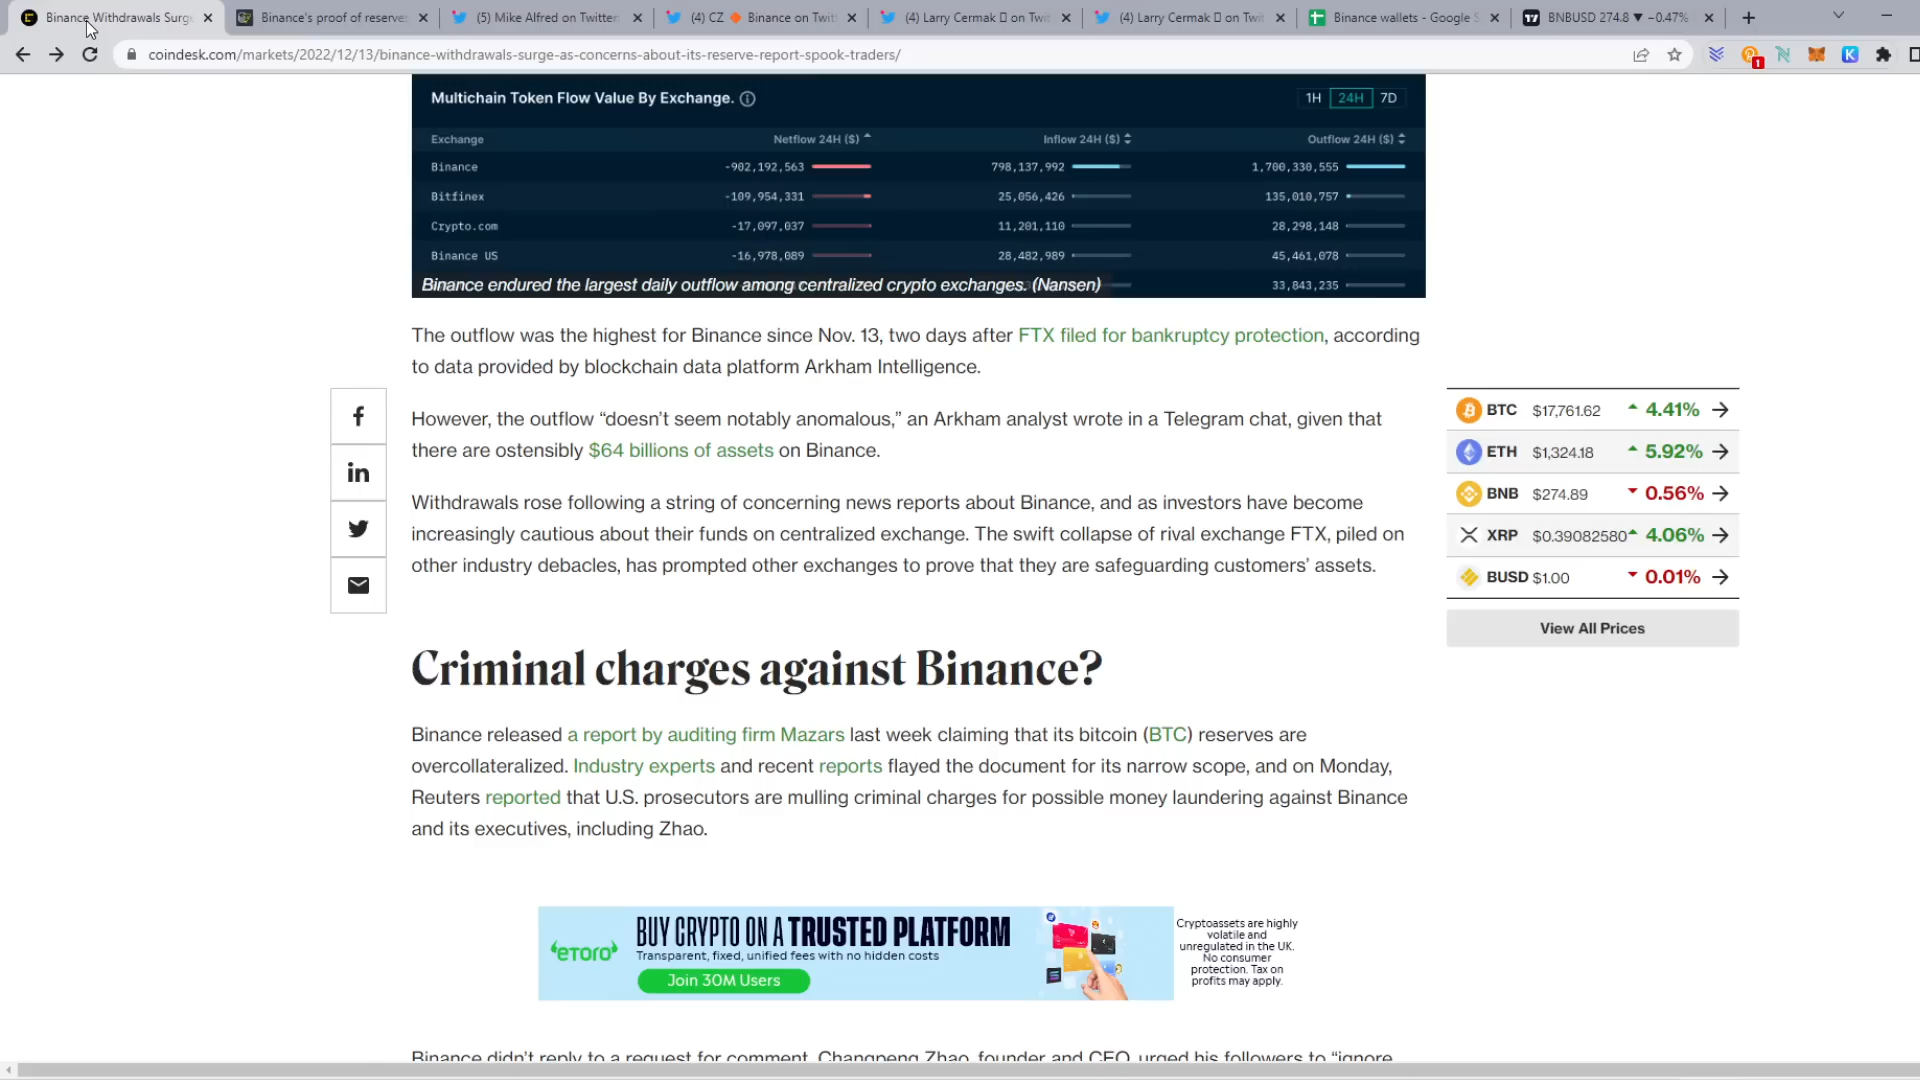 Binance Withdrawals Surg
Binance's proof of reserve
(5) Mike Alfred on Twitter
(4) CZ 🔶 Binance on Twit
(4) Larry Cermak on Twi
(4) Larry Cermak on Twi
Binance wallets - Google S
BNBUSD 274.8 ▼ −0.47%
coindesk.com/markets/2022/12/13/binance-withdrawals-surge-as-concerns-about-its-reserve-report-spook-traders/
1
Multichain Token Flow Value By Exchange.
1H 24H 7D
Exchange Netflow 24H ($) Inflow 24H ($) Outflow 24H ($)
Binance -902,192,563 798,137,992 1,700,330,555
Bitfinex -109,954,331 25,056,426 135,010,757
Crypto.com -17,097,037 11,201,110 28,298,148
Binance US -16,978,089 28,482,989 45,461,078
33,843,235
Binance endured the largest daily outflow among centralized crypto exchanges. (Nansen)
The outflow was the highest for Binance since Nov. 13, two days after FTX filed for bankruptcy protection, according
to data provided by blockchain data platform Arkham Intelligence.
However, the outflow “doesn’t seem notably anomalous,” an Arkham analyst wrote in a Telegram chat, given that
there are ostensibly $64 billions of assets on Binance.
Withdrawals rose following a string of concerning news reports about Binance, and as investors have become
increasingly cautious about their funds on centralized exchange. The swift collapse of rival exchange FTX, piled on
other industry debacles, has prompted other exchanges to prove that they are safeguarding customers’ assets.
BTC $17,761.62 4.41%
ETH $1,324.18 5.92%
BNB $274.89 0.56%
XRP $0.39082580 4.06%
BUSD $1.00 0.01%
View All Prices
Criminal charges against Binance?
Binance released a report by auditing firm Mazars last week claiming that its bitcoin (BTC) reserves are
overcollateralized. Industry experts and recent reports flayed the document for its narrow scope, and on Monday,
Reuters reported that U.S. prosecutors are mulling criminal charges for possible money laundering against Binance
and its executives, including Zhao.
eTORO
BUY CRYPTO ON A TRUSTED PLATFORM
Transparent, fixed, unified fees with no hidden costs
Join 30M Users
Cryptoassets are highly
volatile and
unregulated in the UK.
No consumer
protection. Tax on
profits may apply.
Binance didn’t reply to a request for comment. Changpeng Zhao, founder and CEO, urged his followers to “ignore